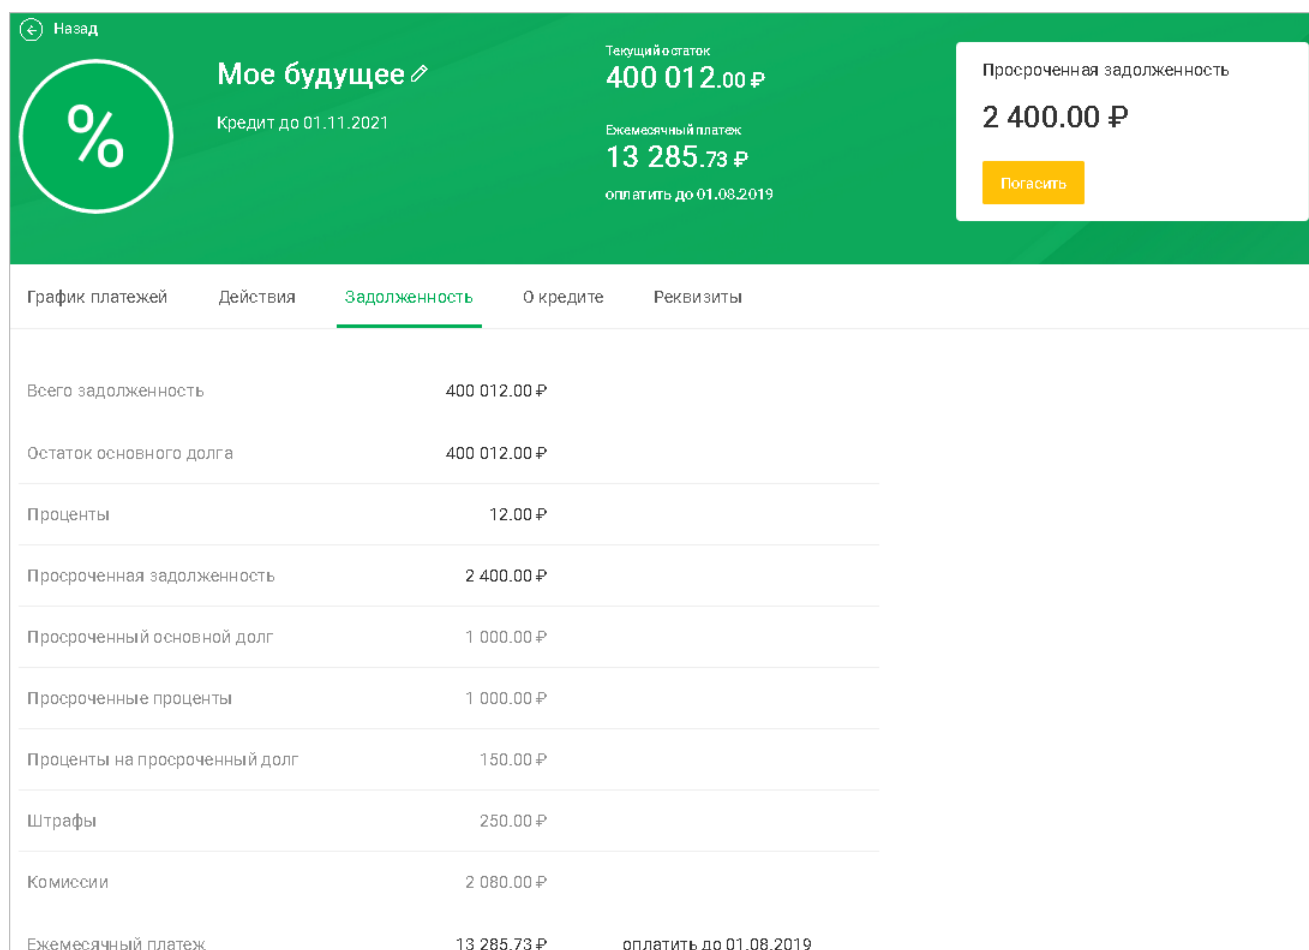 Назад
Мое будущее
Кредит до 01.11.2021
%
Текущий остаток
400 012.00 ₽
Ежемесячный платеж
13 285.73 ₽
оплатить до 01.08.2019
Просроченная задолженность
2 400.00 ₽
Погасить
График платежей Действия Задолженность О кредите Реквизиты
Всего задолженность 400 012.00 ₽
Остаток основного долга 400 012.00 ₽
Проценты 12.00 ₽
Просроченная задолженность 2 400.00 ₽
Просроченный основной долг 1 000.00 ₽
Просроченные проценты 1 000.00 ₽
Проценты на просроченный долг 150.00 ₽
Штрафы 250.00 ₽
Комиссии 2 080.00 ₽
Ежемесячный платеж 13 285.73 ₽ оплатить до 01.08.2019